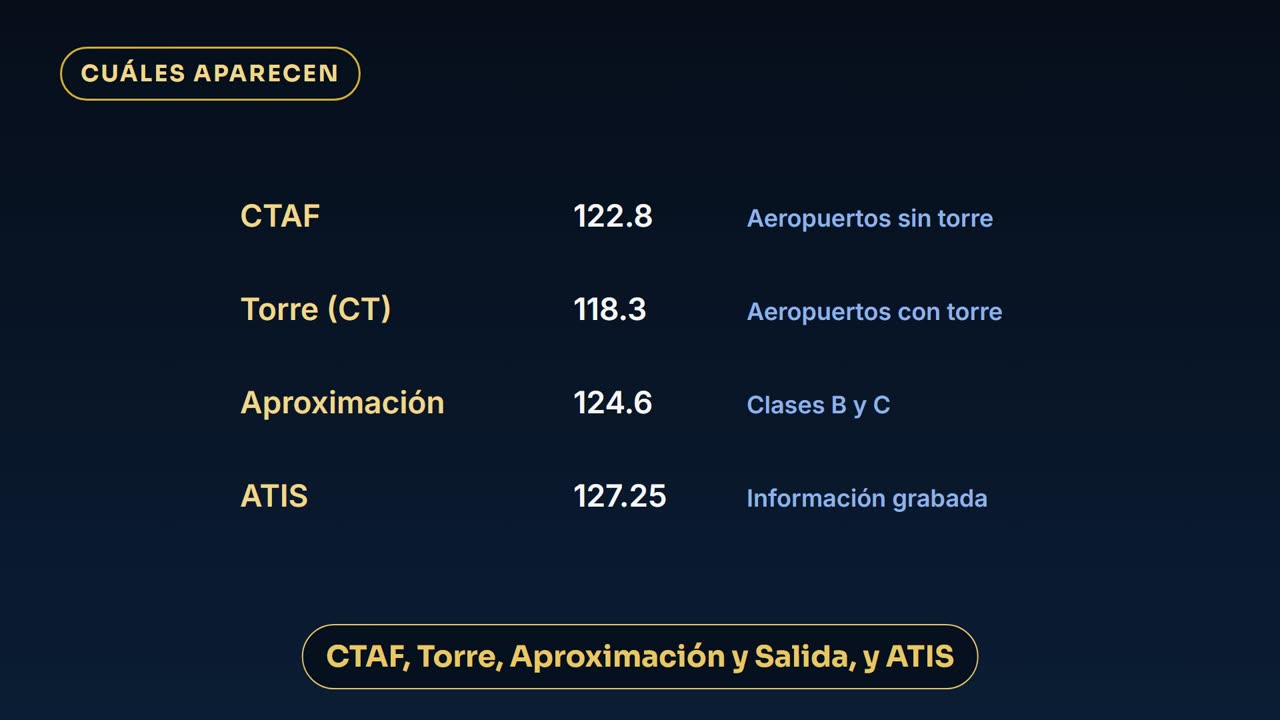 CUÁLES APARECEN
CTAF 122.8 Aeropuertos sin torre
Torre (CT) 118.3 Aeropuertos con torre
Aproximación 124.6 Clases B y C
ATIS 127.25 Información grabada
CTAF, Torre, Aproximación y Salida, y ATIS